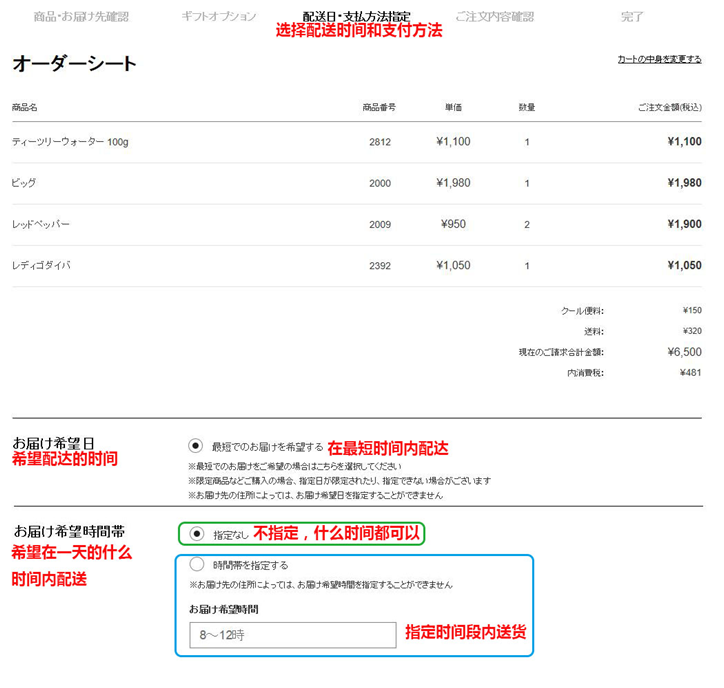 商品・お届け先確認 ギフトオプション 配送日・支払方法指定 ご注文内容確認 完了
选择配送时间和支付方法
オーダーシート カートの中身を変更する
商品名 商品番号 単価 数量 ご注文金額(税込)
ティーツリーウォーター 100g 2812 ¥1,100 1 ¥1,100
ビッグ 2000 ¥1,980 1 ¥1,980
レッドペッパー 2009 ¥950 2 ¥1,900
レディゴダイバ 2392 ¥1,050 1 ¥1,050
クール便料: ¥150
送料: ¥320
現在のご請求合計金額: ¥6,500
内消費税: ¥481
お届け希望日
希望配达的时间
最短でのお届けを希望する 在最短时间内配达
※最短でのお届けをご希望の場合はこちらを選択してください
※限定商品などご購入の場合、指定日が限定されたり、指定できない場合がございます
※お届け先の住所によっては、お届け希望日を指定することができません
お届け希望時間帯
希望在一天的什么
时间内配送
指定なし 不指定，什么时间都可以
時間帯を指定する
※お届け先の住所によっては、お届け希望時間を指定することができません
お届け希望時間
8～12時 指定时间段内送货